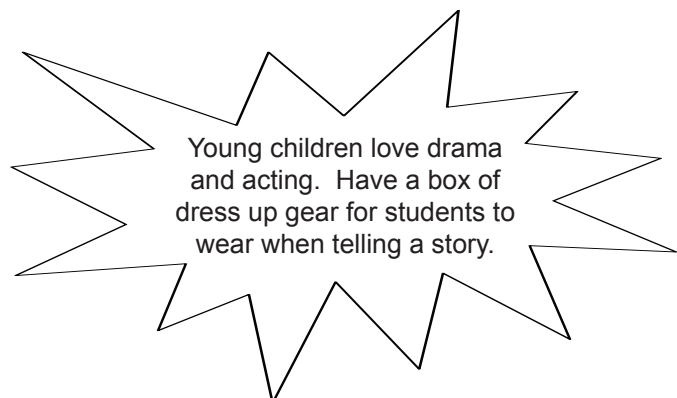 Young children love drama
and acting.  Have a box of
dress up gear for students to
wear when telling a story.